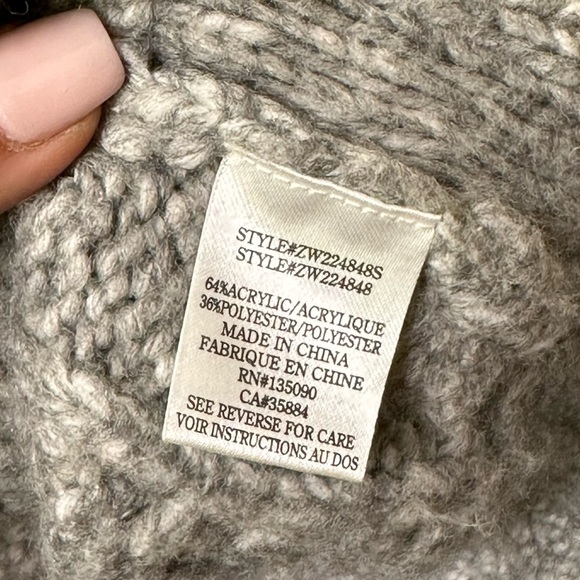 STYLE#ZW224848S
STYLE#ZW224848
64%ACRYLIC/ACRYLIQUE
36%POLYESTER/POLYESTER
MADE IN CHINA
FABRIQUE EN CHINE
RN#135090
CA#35884
SEE REVERSE FOR CARE
VOIR INSTRUCTIONS AU DOS